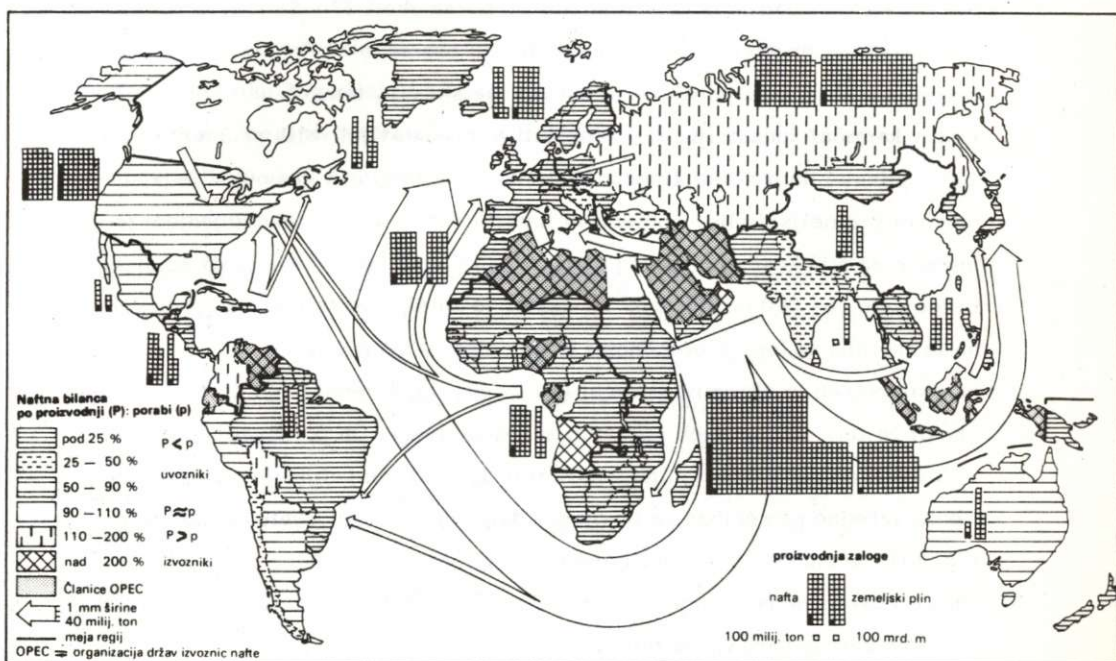 Naftna bilanca
po proizvodnji (P): porabi (p)
pod 25 % P < p
25 — 50 % uvozniki
50 — 90 %
90 —110 % P ≈ p
110 —200 % P > p
nad 200 % izvozniki
Članice OPEC
1 mm širine
40 milij. ton
meja regij
OPEC = organizacija držav izvoznic nafte
proizvodnja zaloge
nafta zemeljski plin
100 milij. ton 100 mrd. m